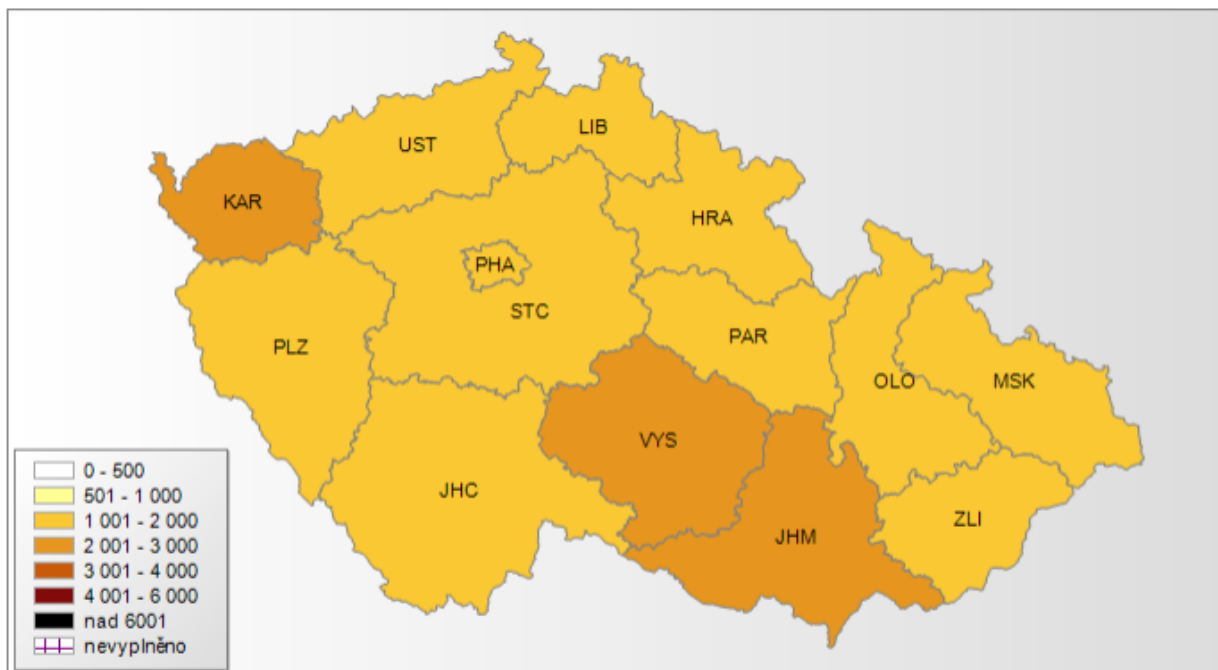 LIB
UST
KAR
HRA
PHA
STC
PAR
PLZ
OLO
MSK
VYS
JHC
ZLI
JHM
0 - 500
501 - 1 000
1 001 - 2 000
2 001 - 3 000
3 001 - 4 000
4 001 - 6 000
nad 6001
nevyplněno